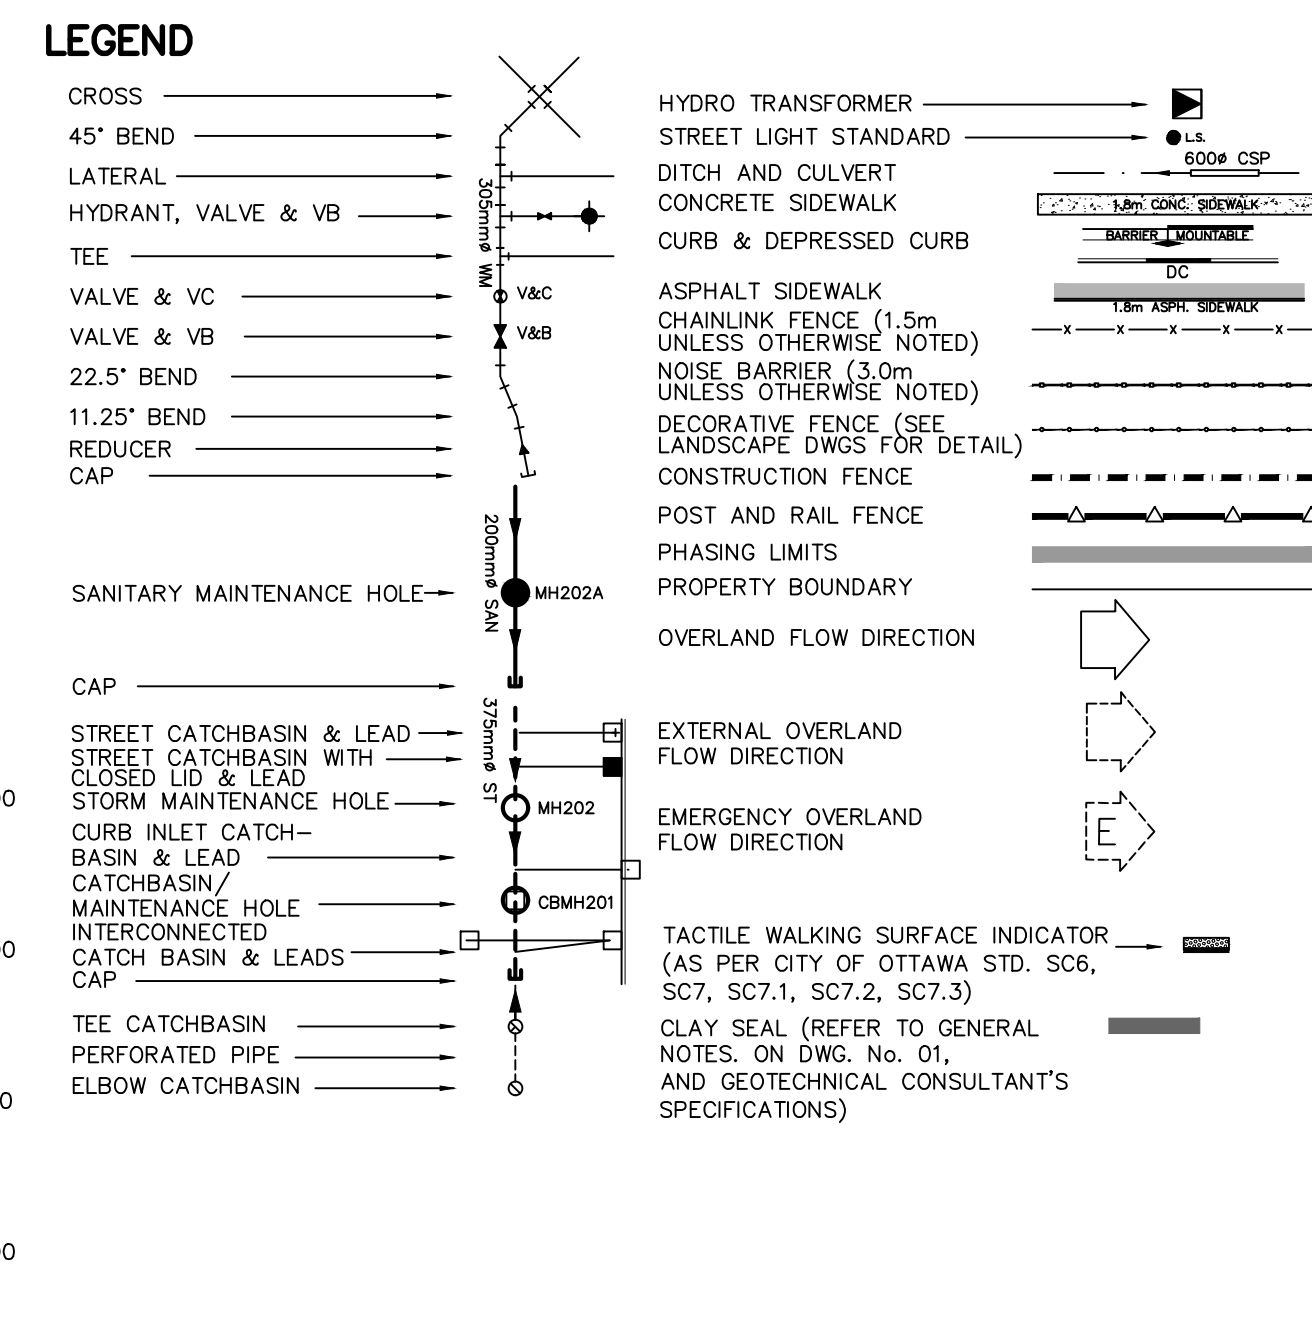 LEGEND
CROSS
45° BEND
LATERAL
HYDRANT, VALVE & VB
TEE
VALVE & VC
VALVE & VB
22.5° BEND
11.25° BEND
REDUCER
CAP
305mmø WM
V&C
V&B
200mmø SAN
SANITARY MAINTENANCE HOLE
MH202A
CAP
375mmø ST
STREET CATCHBASIN & LEAD
STREET CATCHBASIN WITH
CLOSED LID & LEAD
STORM MAINTENANCE HOLE
MH202
CURB INLET CATCH-
BASIN & LEAD
CATCHBASIN/
MAINTENANCE HOLE
CBMH201
INTERCONNECTED
CATCH BASIN & LEADS
CAP
TEE CATCHBASIN
PERFORATED PIPE
ELBOW CATCHBASIN
HYDRO TRANSFORMER
STREET LIGHT STANDARD
L.S.
600ø CSP
DITCH AND CULVERT
CONCRETE SIDEWALK
1.8m CONC. SIDEWALK
CURB & DEPRESSED CURB
BARRIER MOUNTABLE
DC
ASPHALT SIDEWALK
1.8m ASPH. SIDEWALK
CHAINLINK FENCE (1.5m
UNLESS OTHERWISE NOTED)
X X X X X
NOISE BARRIER (3.0m
UNLESS OTHERWISE NOTED)
DECORATIVE FENCE (SEE
LANDSCAPE DWGS FOR DETAIL)
CONSTRUCTION FENCE
POST AND RAIL FENCE
PHASING LIMITS
PROPERTY BOUNDARY
OVERLAND FLOW DIRECTION
EXTERNAL OVERLAND
FLOW DIRECTION
EMERGENCY OVERLAND
FLOW DIRECTION
E
TACTILE WALKING SURFACE INDICATOR
(AS PER CITY OF OTTAWA STD. SC6,
SC7, SC7.1, SC7.2, SC7.3)
CLAY SEAL (REFER TO GENERAL
NOTES. ON DWG. No. 01,
AND GEOTECHNICAL CONSULTANT'S
SPECIFICATIONS)